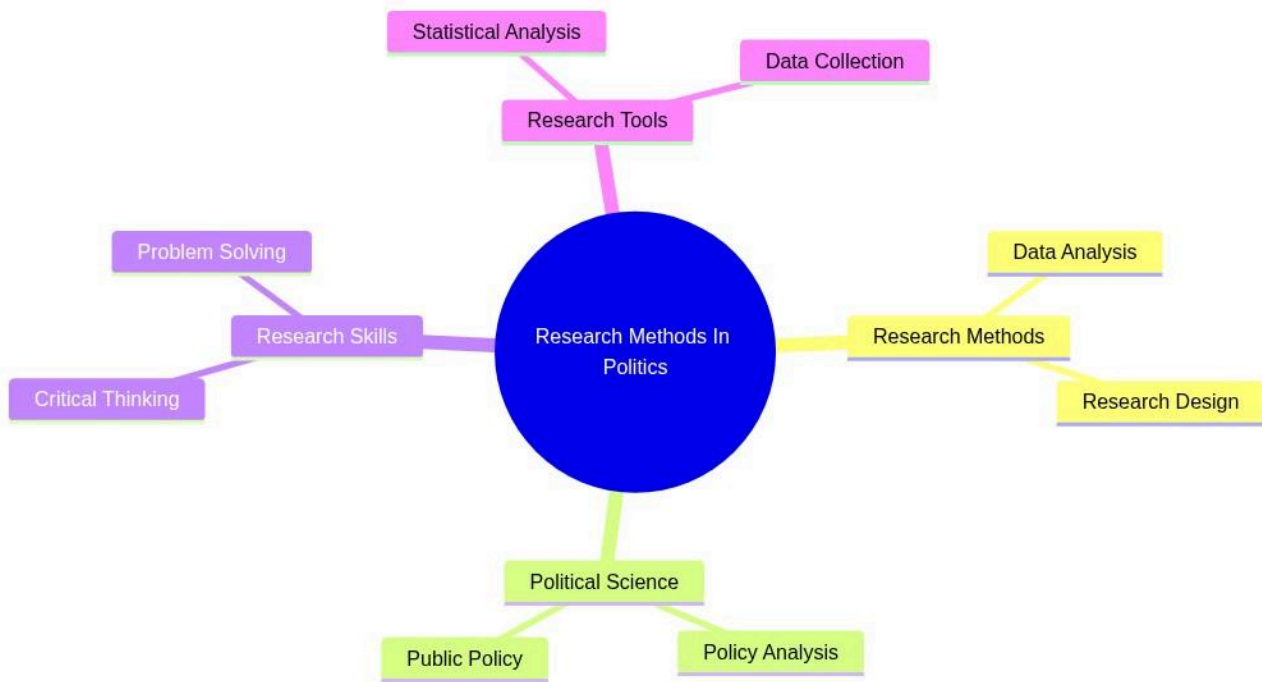 Statistical Analysis
Data Collection
Research Tools
Problem Solving
Data Analysis
Research Skills
Research Methods In
Politics
Research Methods
Critical Thinking
Research Design
Political Science
Public Policy
Policy Analysis